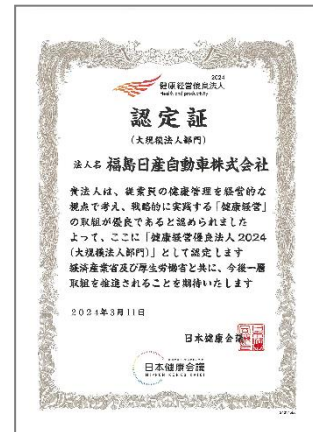 2024
健康経営優良法人
Health and productivity
認定証
(大規模法人部門)
法人名 福島日産自動車株式会社
貴法人は、従業員の健康管理を経営的な
視点で考え、戦略的に実践する「健康経営」
の取組が優良であると認められました
よって、ここに「健康経営優良法人2024
(大規模法人部門)」として認定します
経済産業省及び厚生労働省と共に、今後一層
取組を推進されることを期待いたします
2024年3月11日
日本健康会議
日本健康会議
NIPPON KENKO KAIGI